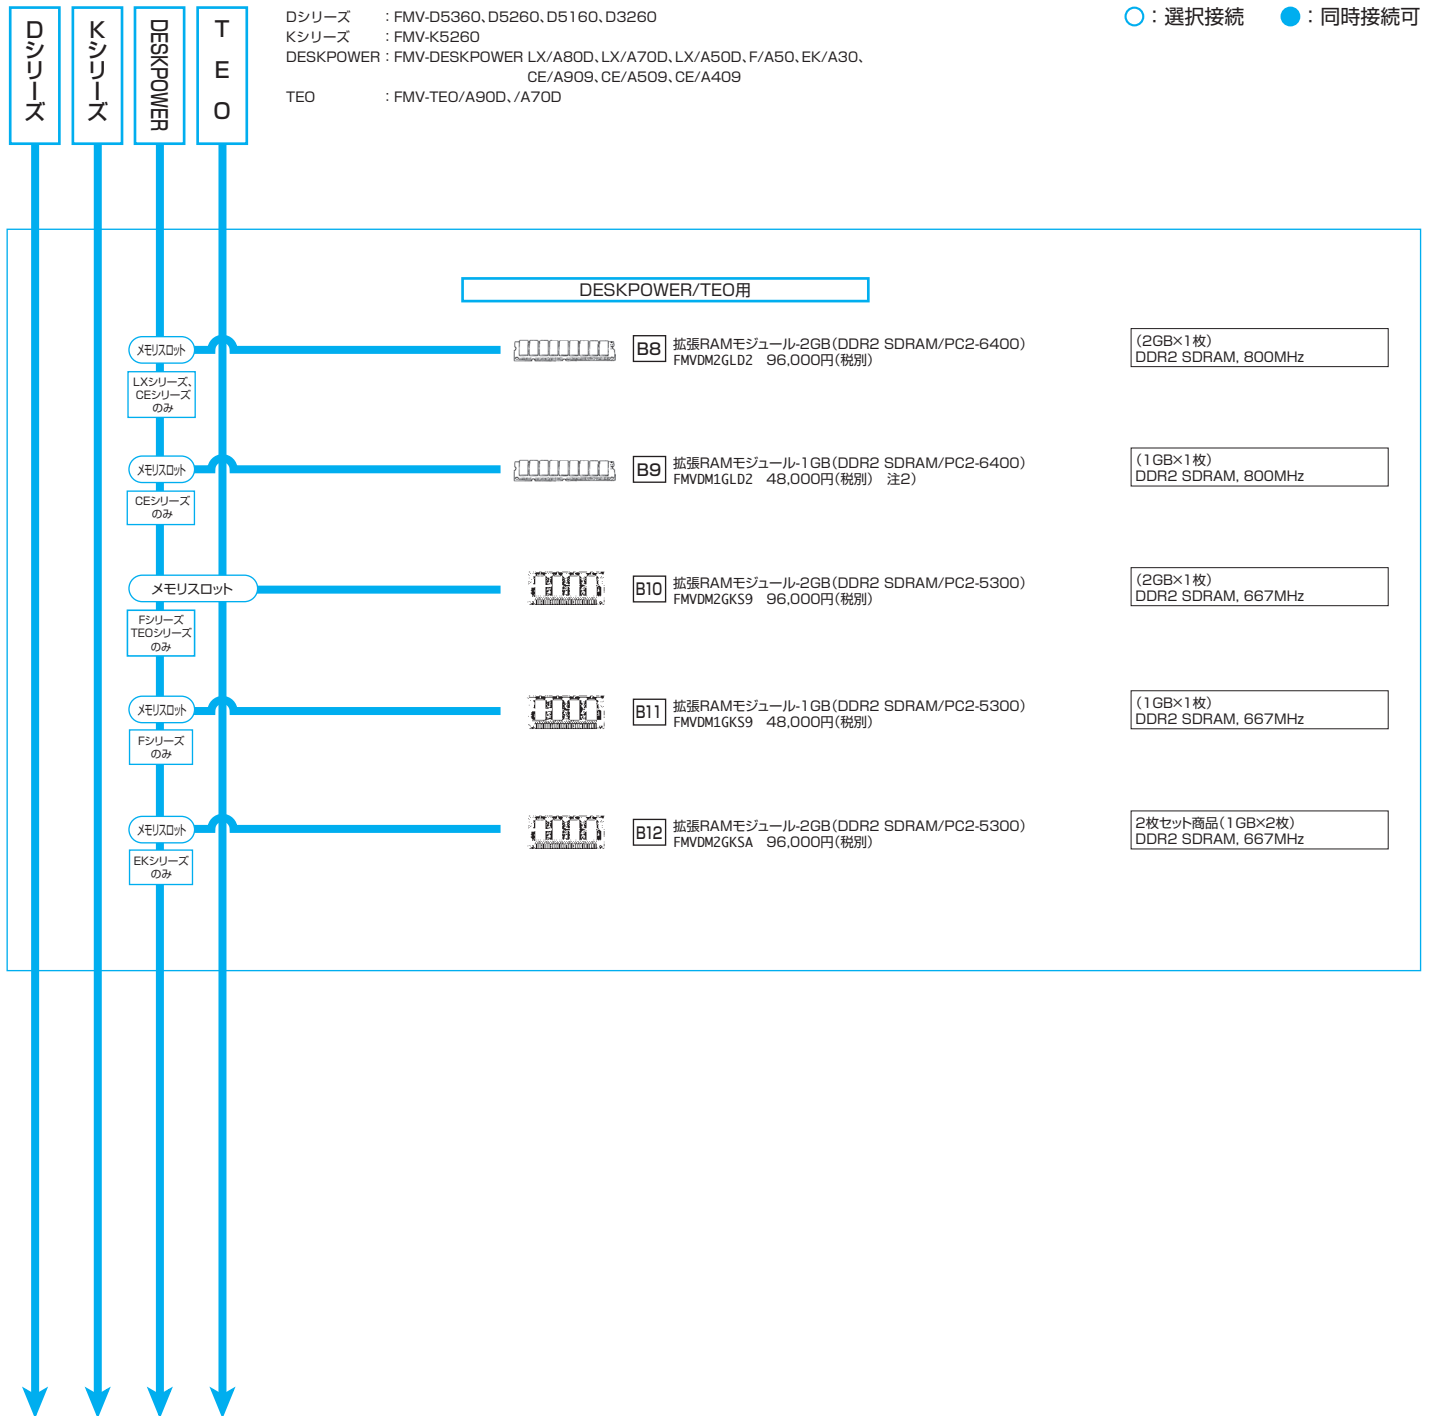 Dシリーズ
Kシリーズ
DESKPOWER
TEO
Dシリーズ ：FMV-D5360、D5260、D5160、D3260
Kシリーズ ：FMV-K5260
DESKPOWER：FMV-DESKPOWER LX/A80D、LX/A70D、LX/A50D、F/A50、EK/A30、
CE/A909、CE/A509、CE/A409
TEO ：FMV-TEO/A90D、/A70D
○：選択接続 ●：同時接続可
DESKPOWER/TEO用
メモリスロット
LXシリーズ、
CEシリーズ
のみ
B8 拡張RAMモジュール-2GB（DDR2 SDRAM/PC2-6400）
FMVDM2GLD2 96,000円（税別）
（2GB×1枚）
DDR2 SDRAM, 800MHz
メモリスロット
CEシリーズ
のみ
B9 拡張RAMモジュール-1GB（DDR2 SDRAM/PC2-6400）
FMVDM1GLD2 48,000円（税別） 注2）
（1GB×1枚）
DDR2 SDRAM, 800MHz
メモリスロット
Fシリーズ
TEOシリーズ
のみ
B10 拡張RAMモジュール-2GB（DDR2 SDRAM/PC2-5300）
FMVDM2GKS9 96,000円（税別）
（2GB×1枚）
DDR2 SDRAM, 667MHz
メモリスロット
Fシリーズ
のみ
B11 拡張RAMモジュール-1GB（DDR2 SDRAM/PC2-5300）
FMVDM1GKS9 48,000円（税別）
（1GB×1枚）
DDR2 SDRAM, 667MHz
メモリスロット
EKシリーズ
のみ
B12 拡張RAMモジュール-2GB（DDR2 SDRAM/PC2-5300）
FMVDM2GKSA 96,000円（税別）
2枚セット商品（1GB×2枚）
DDR2 SDRAM, 667MHz